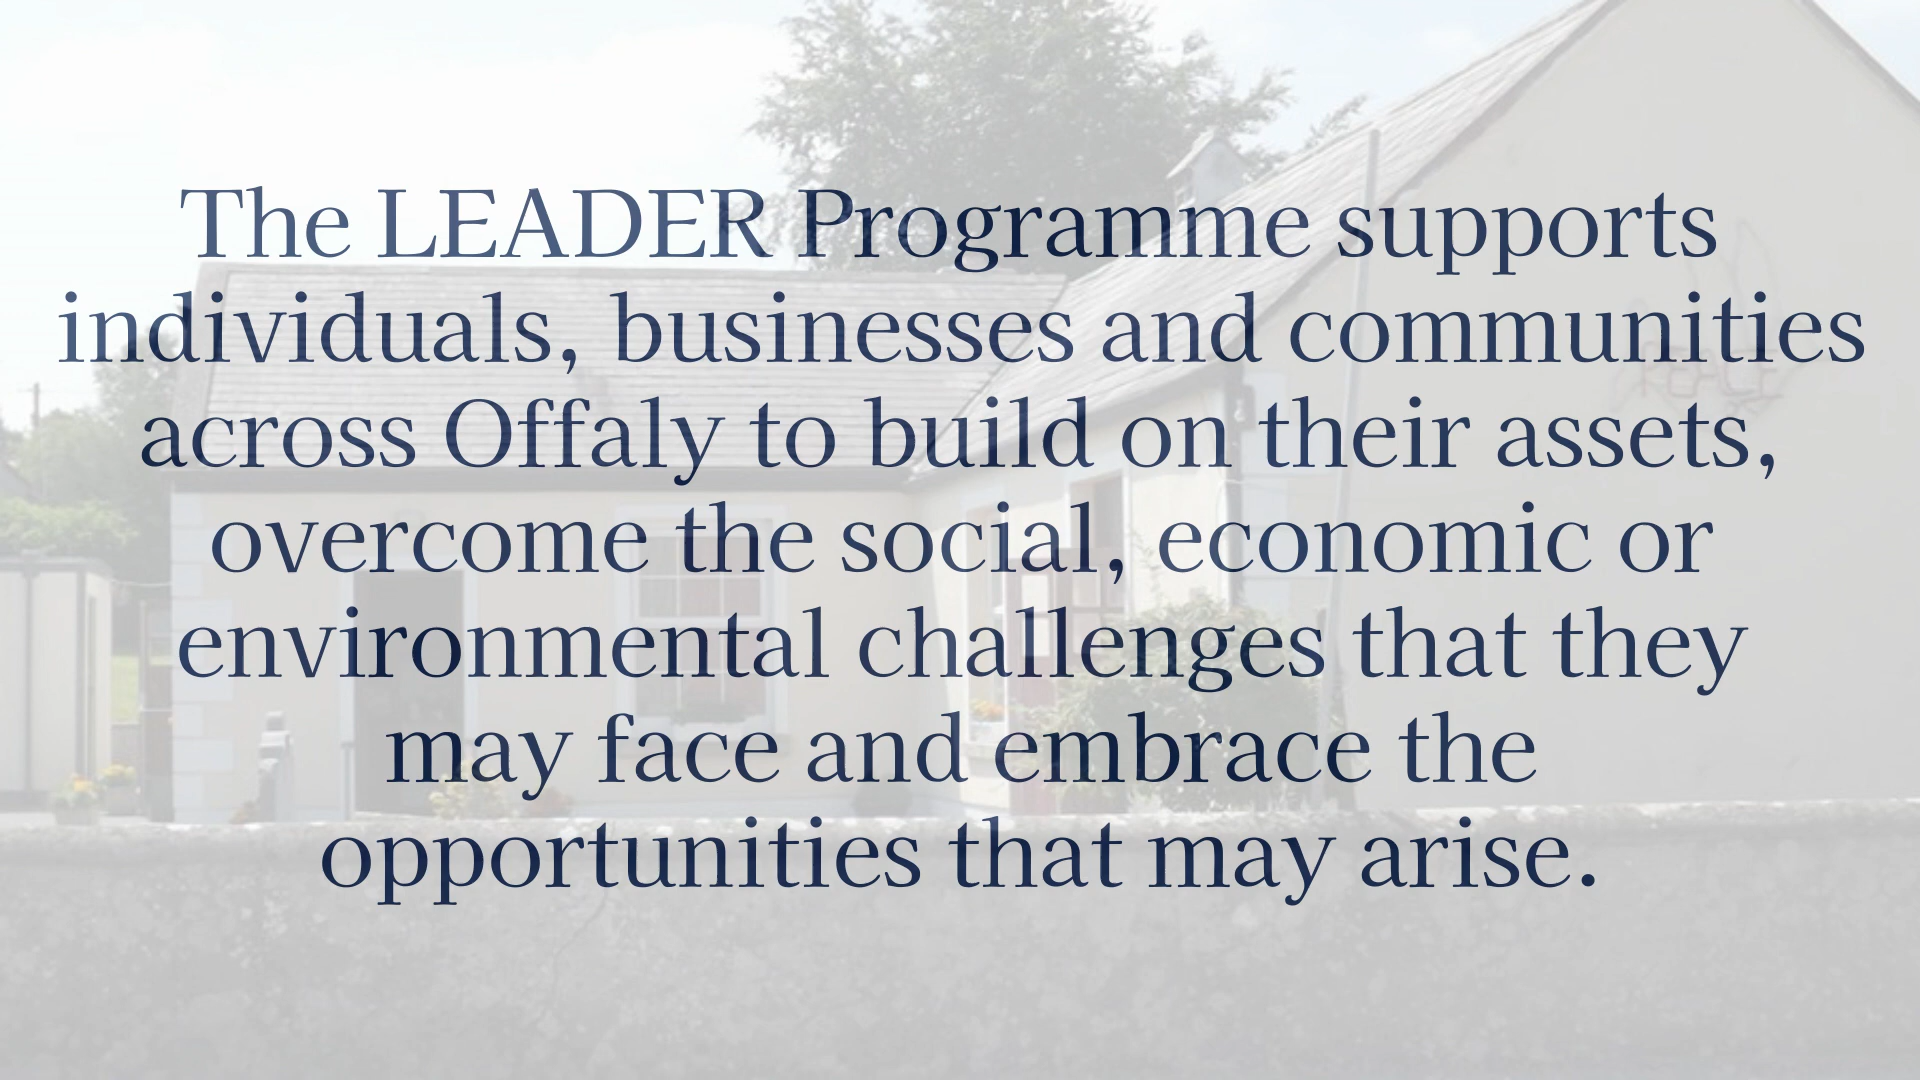 The LEADER Programme supports
individuals, businesses and communities
across Offaly to build on their assets,
overcome the social, economic or
environmental challenges that they
may face and embrace the
opportunities that may arise.